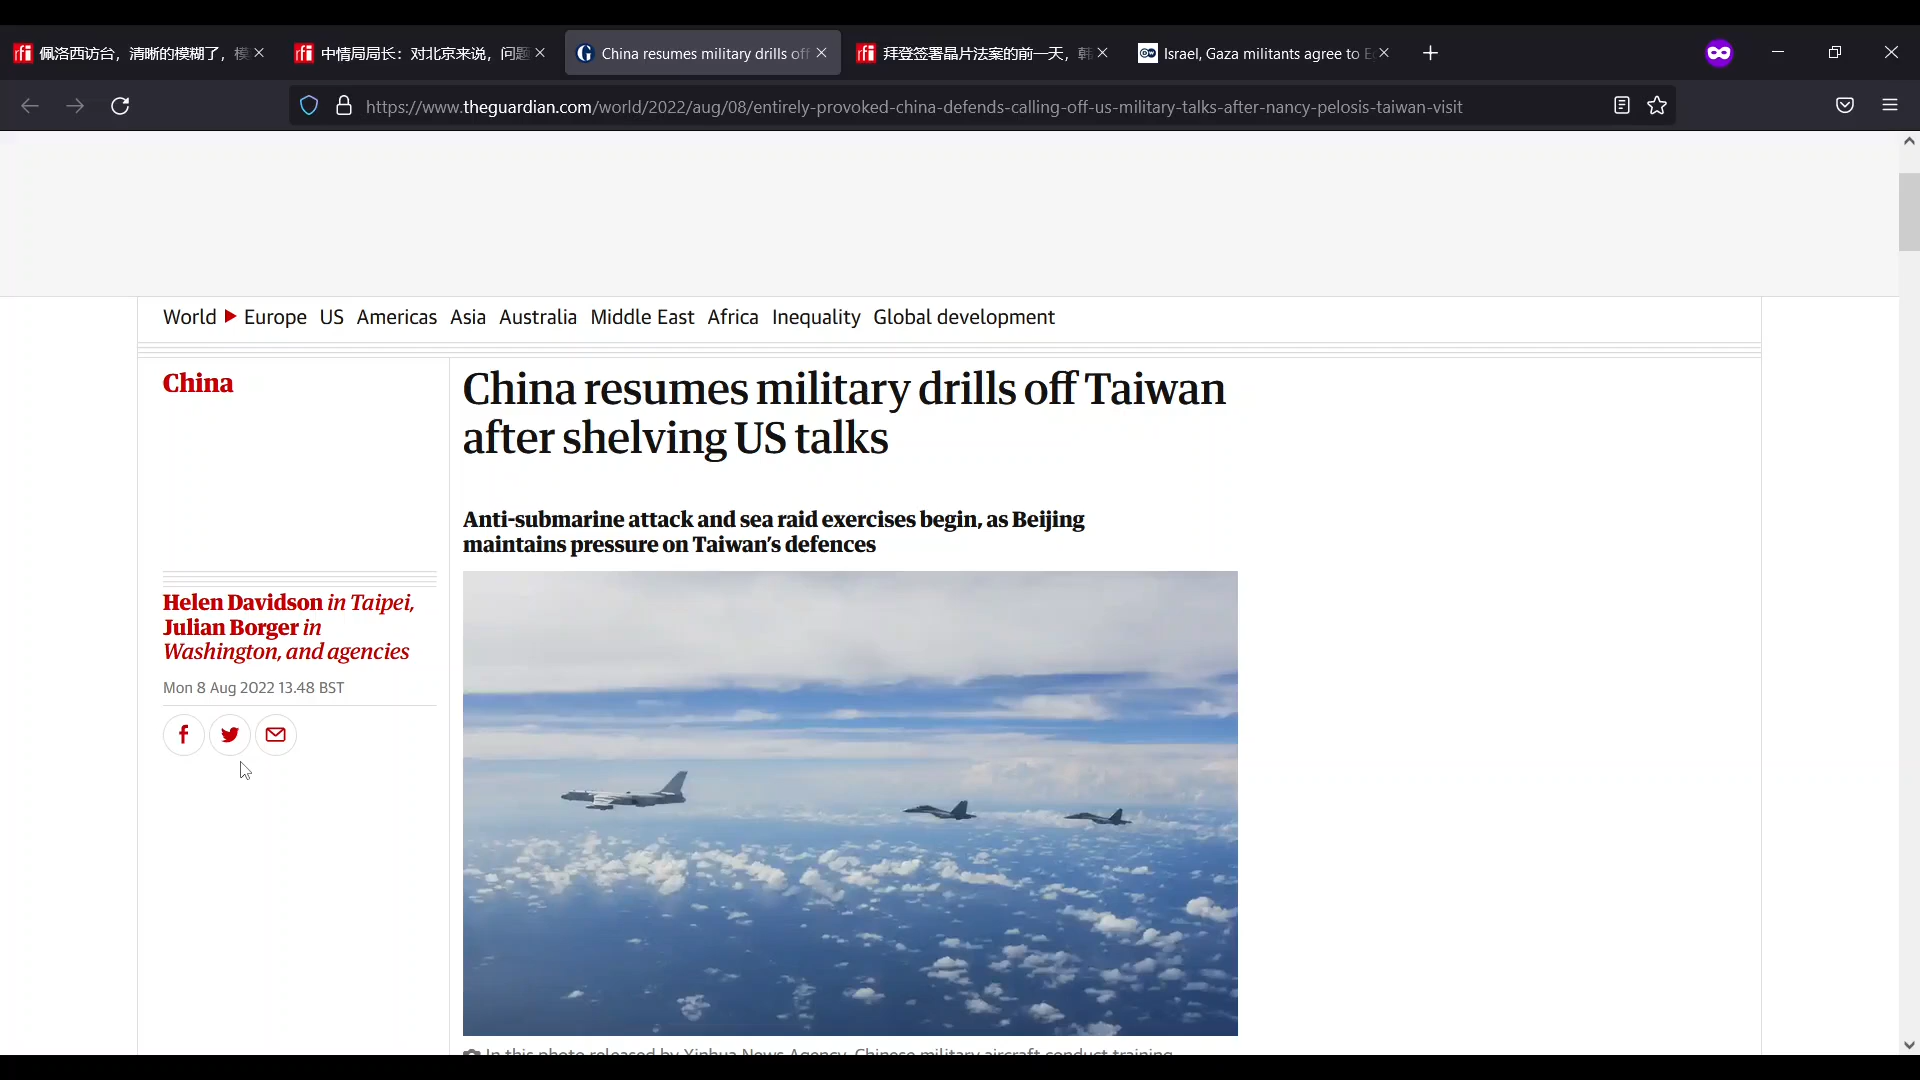 佩洛西访台，清晰的模糊了，模
中情局局长：对北京来说，问题
China resumes military drills off
拜登签署晶片法案的前一天，韩
Israel, Gaza militants agree to E
https://www.theguardian.com/world/2022/aug/08/entirely-provoked-china-defends-calling-off-us-military-talks-after-nancy-pelosis-taiwan-visit
World Europe US Americas Asia Australia Middle East Africa Inequality Global development
China
China resumes military drills off Taiwan
after shelving US talks
Anti-submarine attack and sea raid exercises begin, as Beijing
maintains pressure on Taiwan’s defences
Helen Davidson in Taipei,
Julian Borger in
Washington, and agencies
Mon 8 Aug 2022 13.48 BST
In this photo released by Xinhua News Agency, Chinese military aircraft conduct training